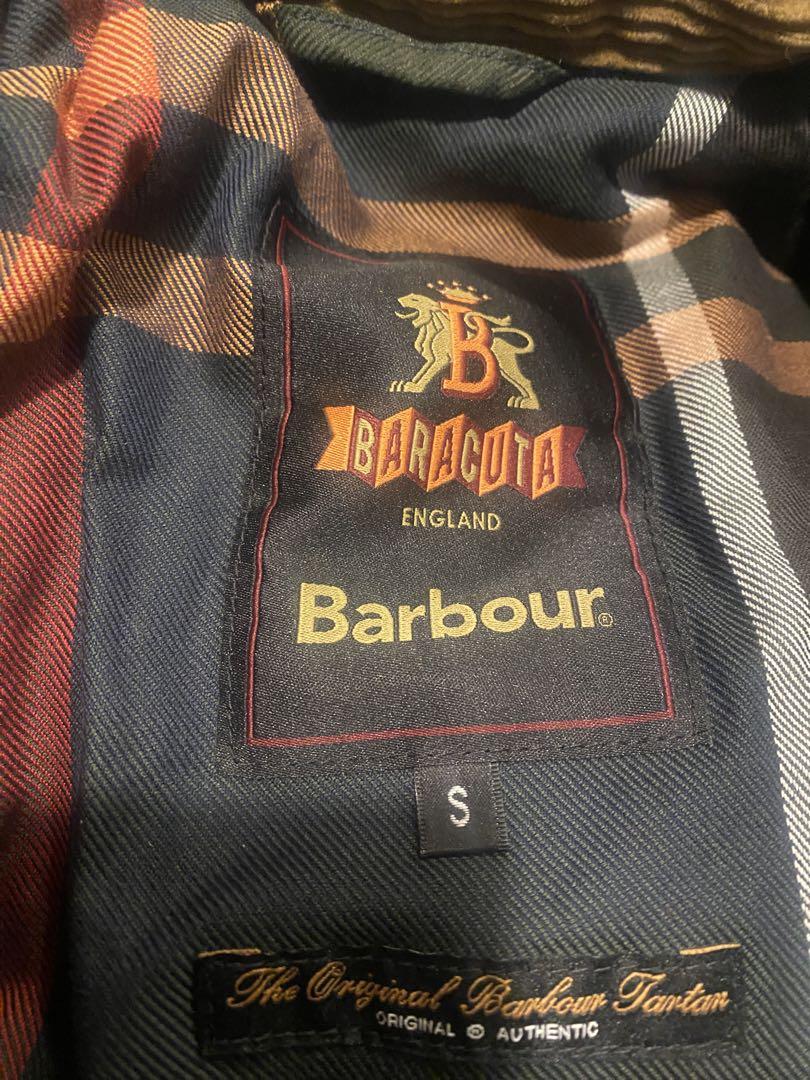 B
BARACUTA
ENGLAND
Barbour®
S
The Original Barbour Tartan
ORIGINAL ® AUTHENTIC